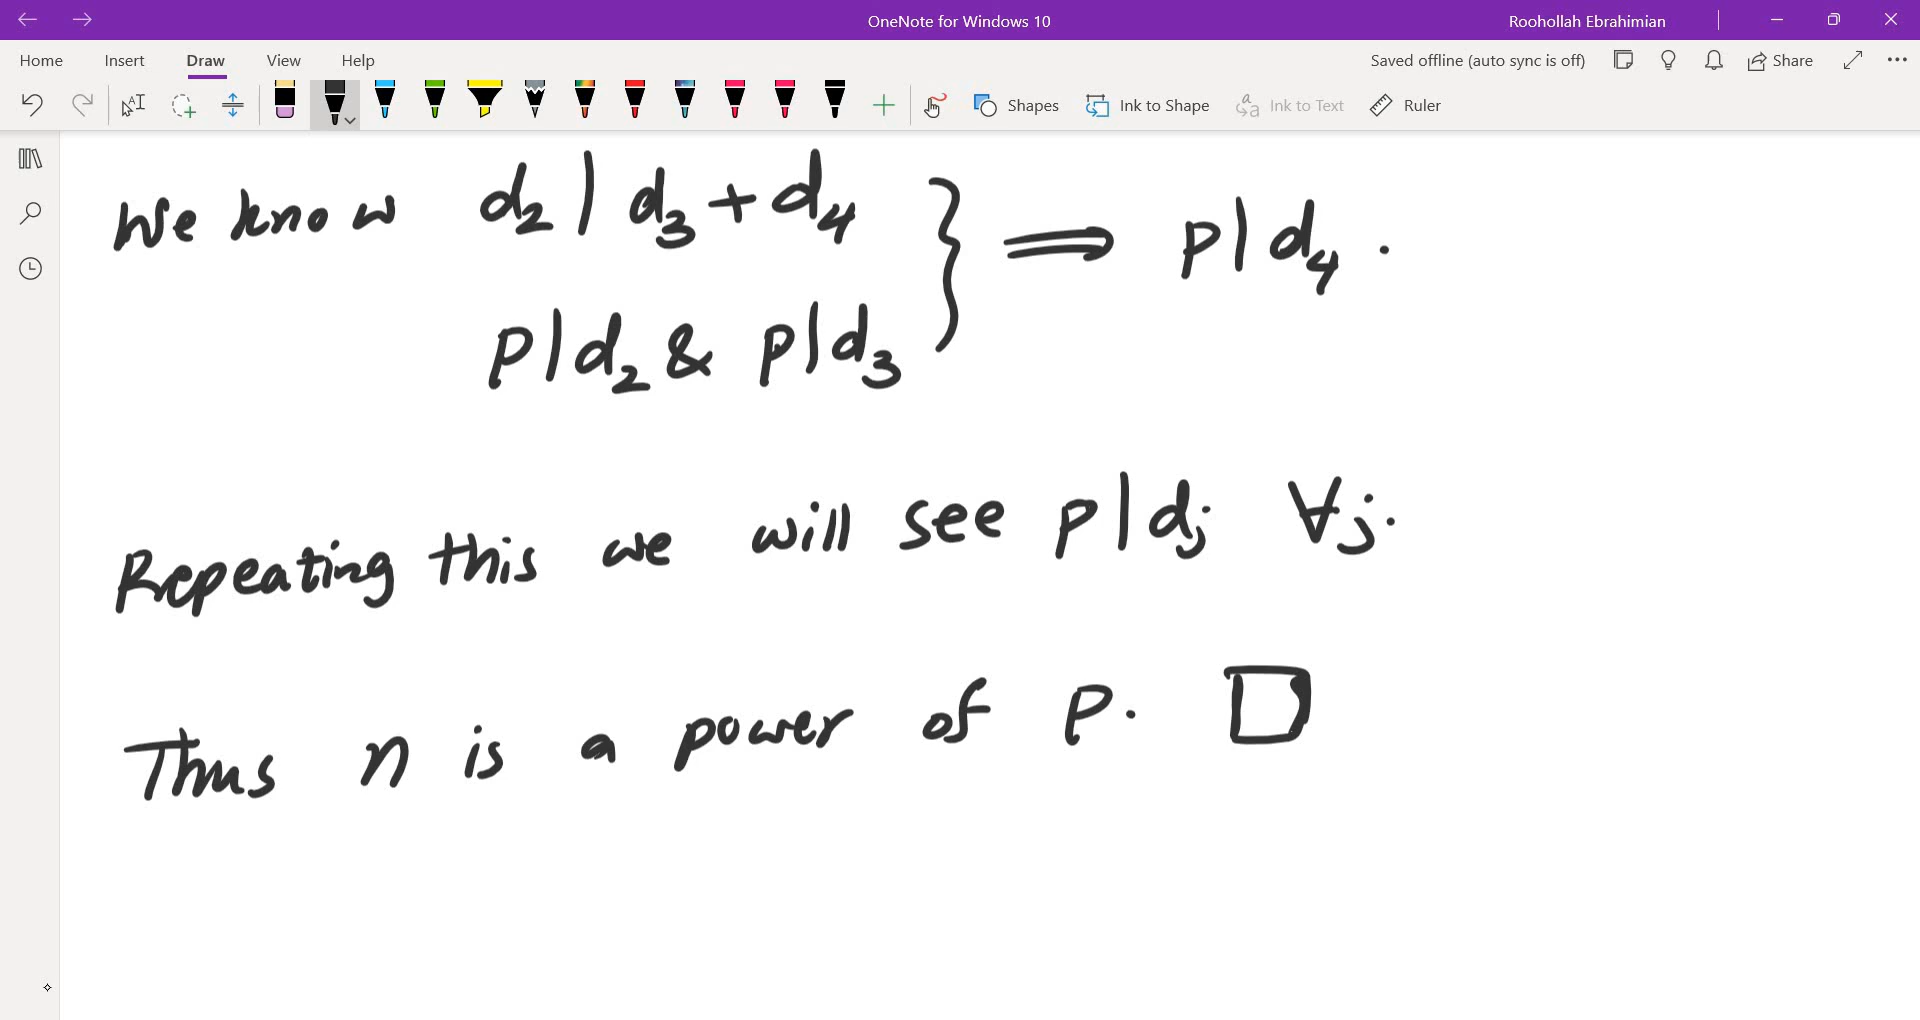 OneNote for Windows 10
Roohollah Ebrahimian
Home Insert Draw View Help
Saved offline (auto sync is off) Share
Shapes Ink to Shape Ink to Text Ruler
We know d₂ | d₃ + d₄ } ⟹ p | d₄ .
p | d₂ & p | d₃
Repeating this we will see p | dⱼ ∀j.
Thus n is a power of p. □